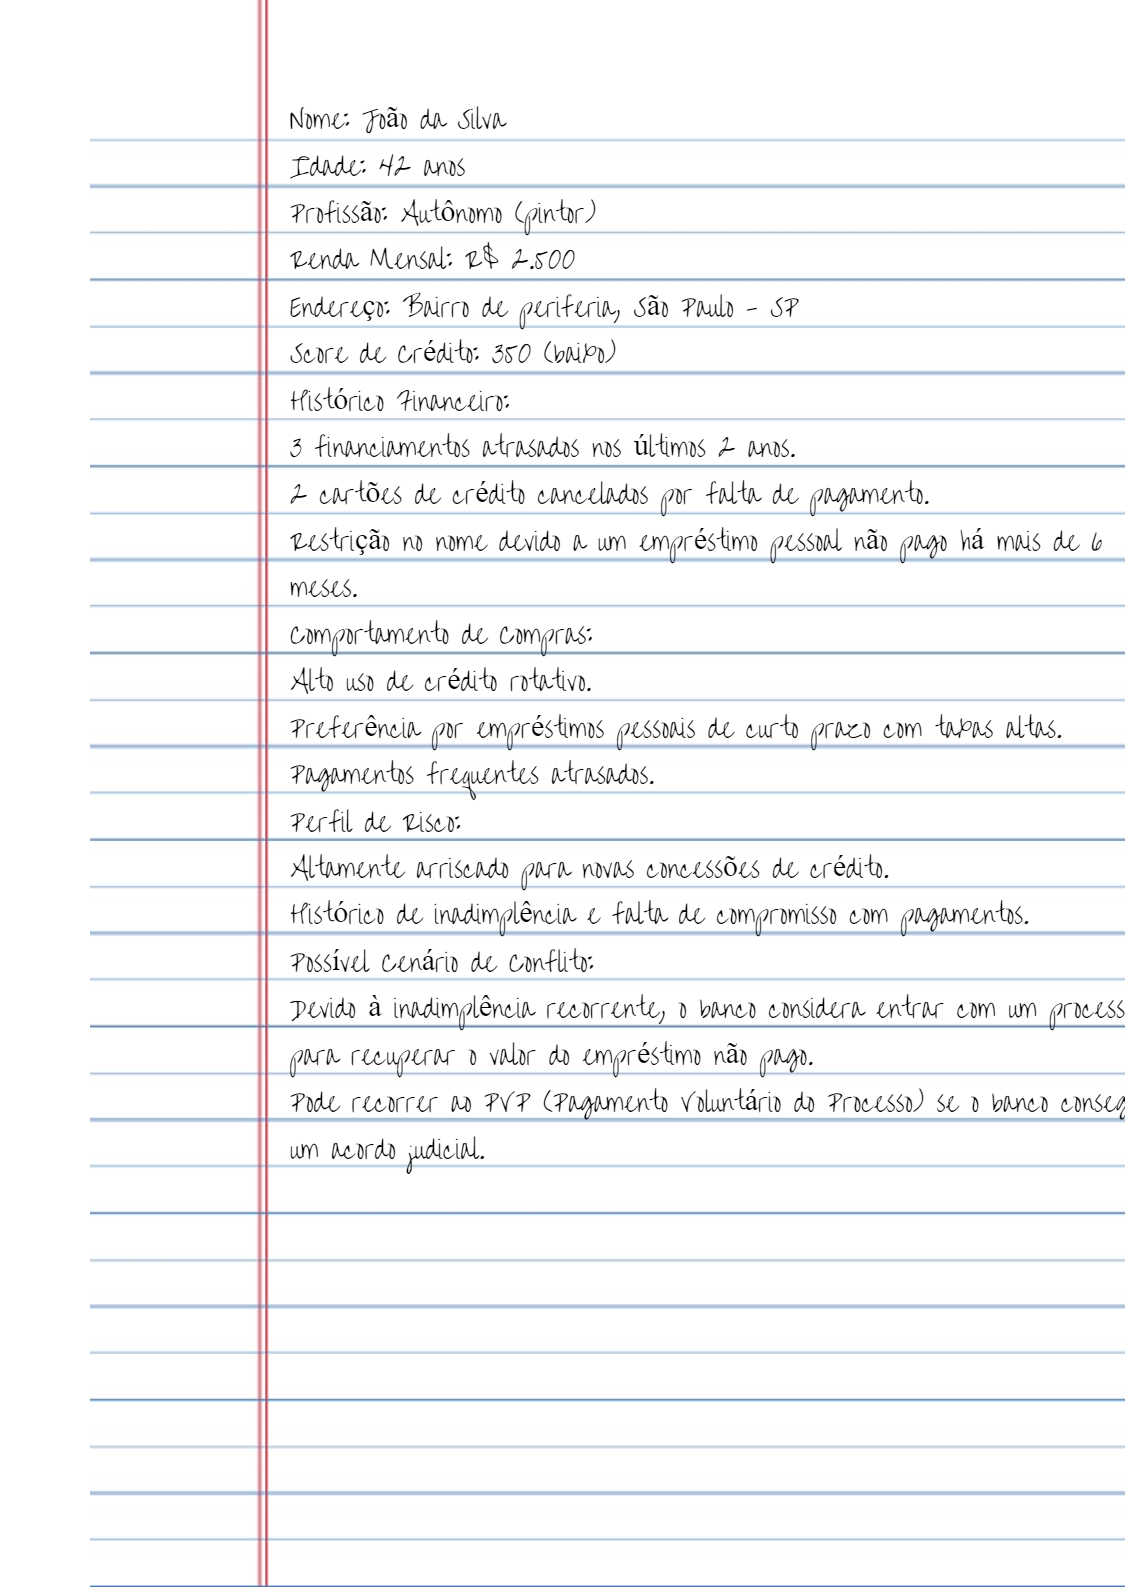 Nome: João da Silva
Idade: 42 anos
Profissão: Autônomo (pintor)
Renda Mensal: R$ 2.500
Endereço: Bairro de periferia, São Paulo - SP
Score de Crédito: 350 (baixo)
Histórico Financeiro:
3 financiamentos atrasados nos últimos 2 anos.
2 cartões de crédito cancelados por falta de pagamento.
Restrição no nome devido a um empréstimo pessoal não pago há mais de 6
meses.
Comportamento de Compras:
Alto uso de crédito rotativo.
Preferência por empréstimos pessoais de curto prazo com taxas altas.
Pagamentos frequentes atrasados.
Perfil de Risco:
Altamente arriscado para novas concessões de crédito.
Histórico de inadimplência e falta de compromisso com pagamentos.
Possível Cenário de Conflito:
Devido à inadimplência recorrente, o banco considera entrar com um process
para recuperar o valor do empréstimo não pago.
Pode recorrer ao PVP (Pagamento Voluntário do Processo) se o banco conseg
um acordo judicial.